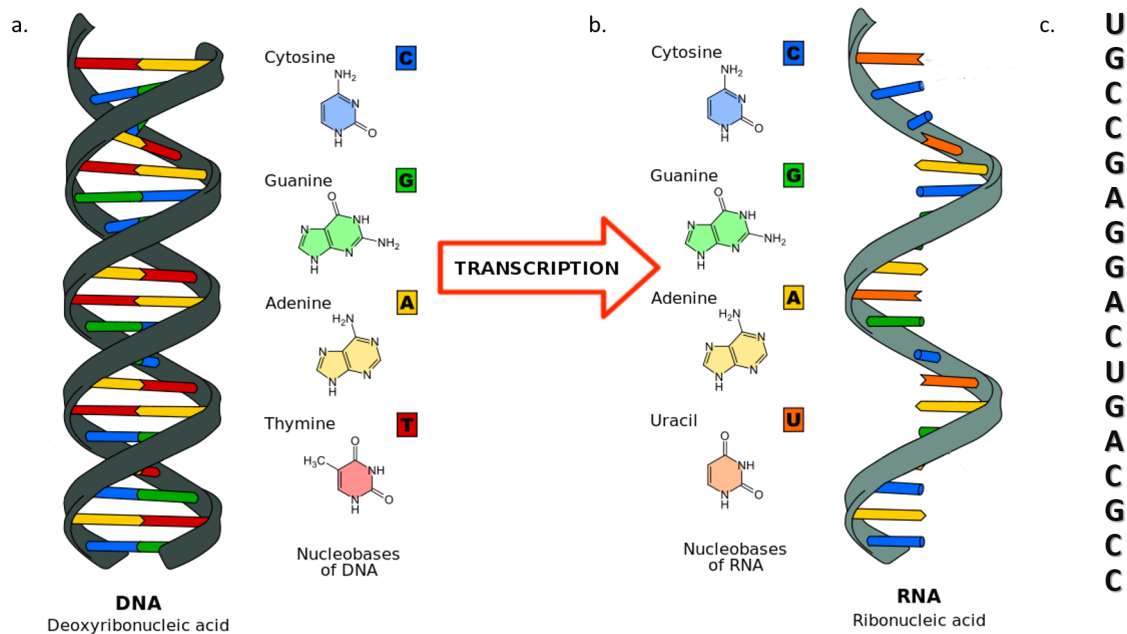 a.
Cytosine
C
NH₂
N
N
H
O
Guanine
G
O
N
NH
N
H
N
NH₂
Adenine
A
H₂N
N
N
N
H
N
Thymine
T
O
H₃C
NH
N
H
O
Nucleobases
of DNA
DNA
Deoxyribonucleic acid
TRANSCRIPTION
b.
Cytosine
C
NH₂
N
N
H
O
Guanine
G
O
N
NH
N
H
N
NH₂
Adenine
A
H₂N
N
N
N
H
N
Uracil
U
O
NH
N
H
O
Nucleobases
of RNA
RNA
Ribonucleic acid
c.
U
G
C
C
G
A
G
G
A
C
U
G
A
C
G
C
C